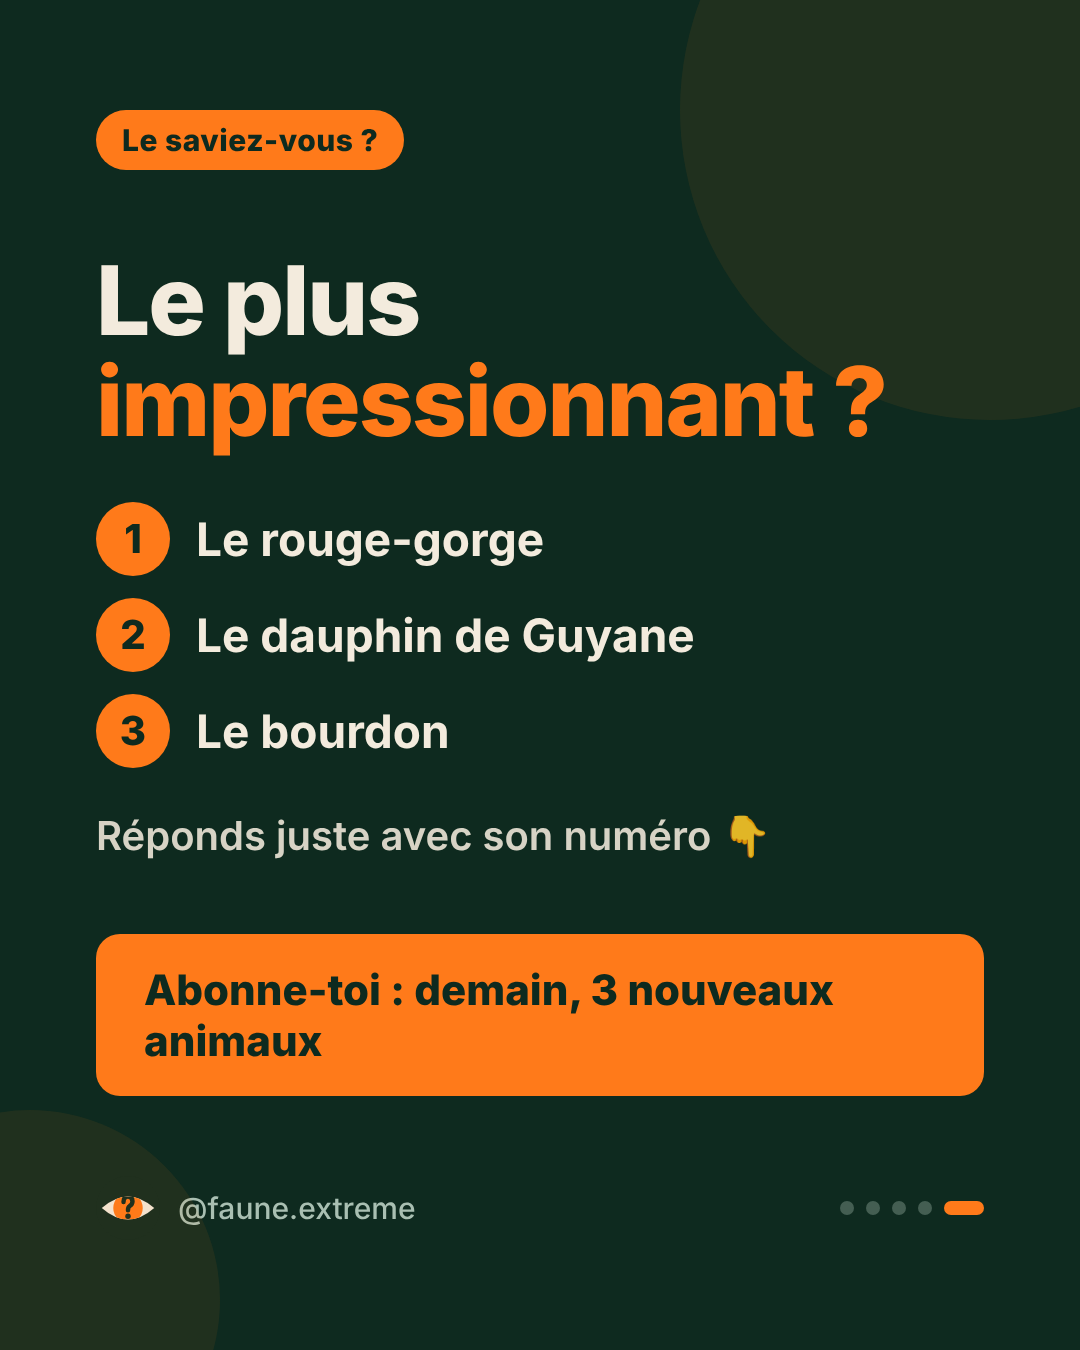 Le saviez-vous ?
Le plus
impressionnant ?
1 Le rouge-gorge
2 Le dauphin de Guyane
3 Le bourdon
Réponds juste avec son numéro 👇
Abonne-toi : demain, 3 nouveaux
animaux
? @faune.extreme